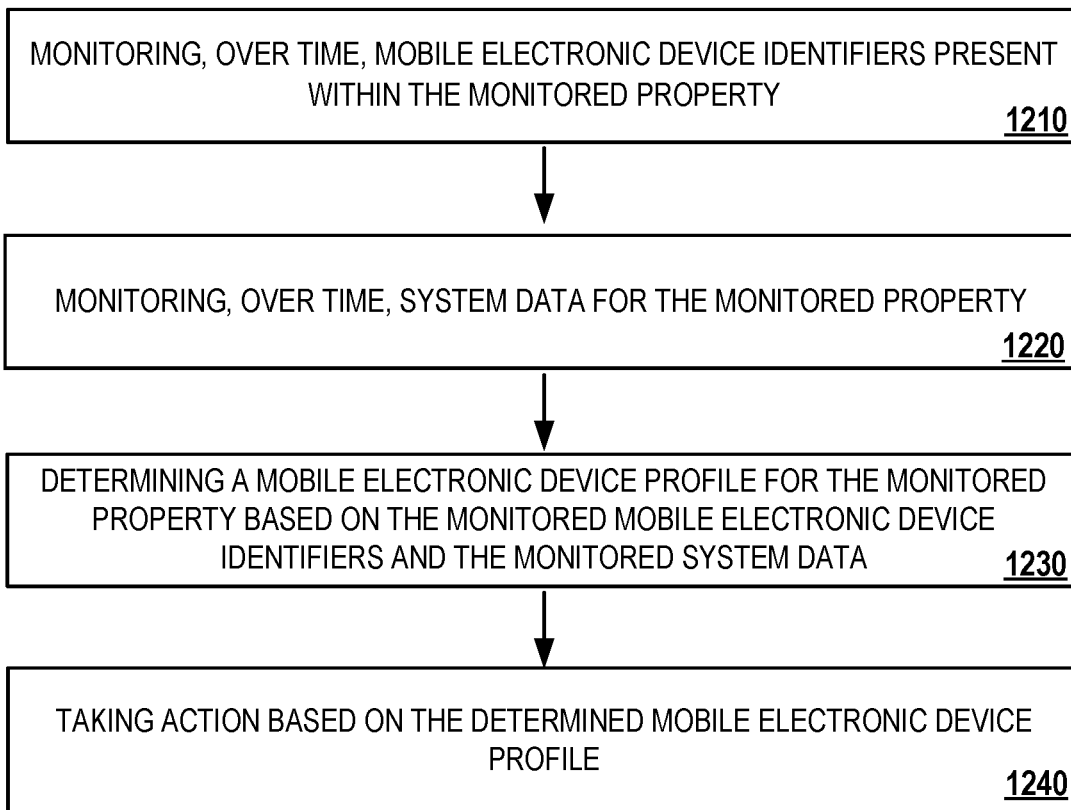 MONITORING, OVER TIME, MOBILE ELECTRONIC DEVICE IDENTIFIERS PRESENT
WITHIN THE MONITORED PROPERTY
1210
MONITORING, OVER TIME, SYSTEM DATA FOR THE MONITORED PROPERTY
1220
DETERMINING A MOBILE ELECTRONIC DEVICE PROFILE FOR THE MONITORED
PROPERTY BASED ON THE MONITORED MOBILE ELECTRONIC DEVICE
IDENTIFIERS AND THE MONITORED SYSTEM DATA
1230
TAKING ACTION BASED ON THE DETERMINED MOBILE ELECTRONIC DEVICE
PROFILE
1240